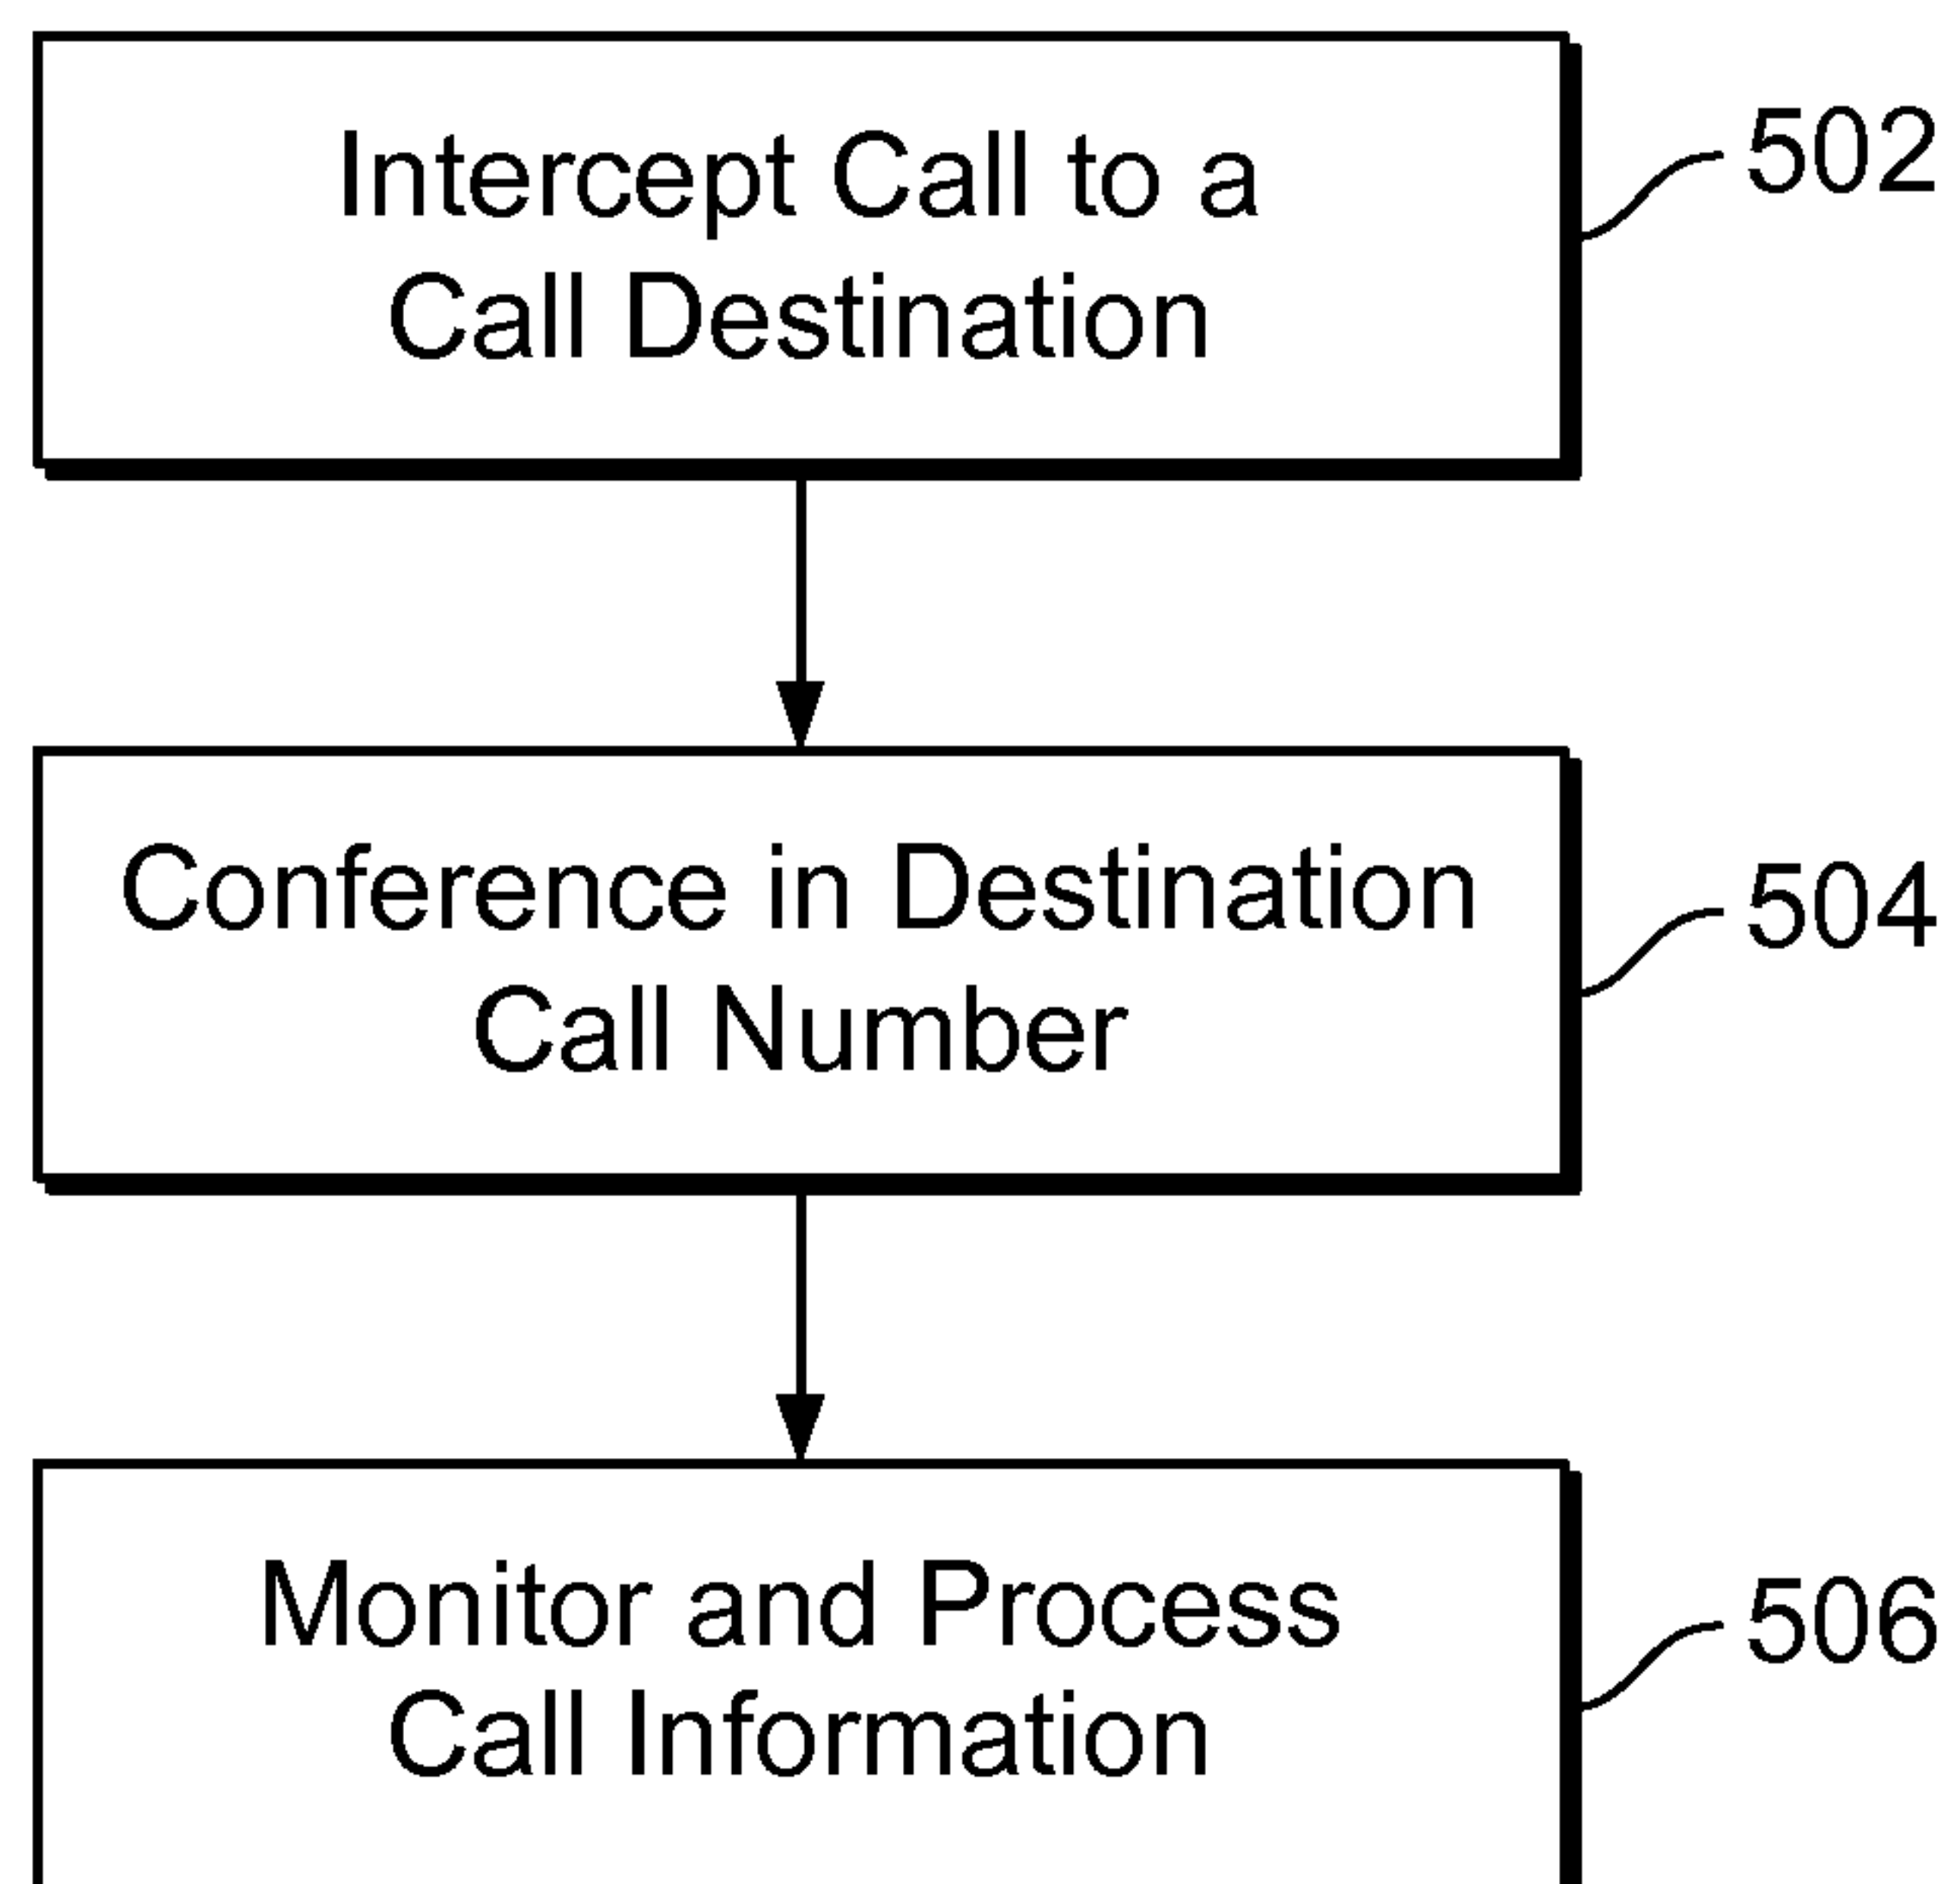 Intercept Call to a
Call Destination
502
Conference in Destination
Call Number
504
Monitor and Process
Call Information
506